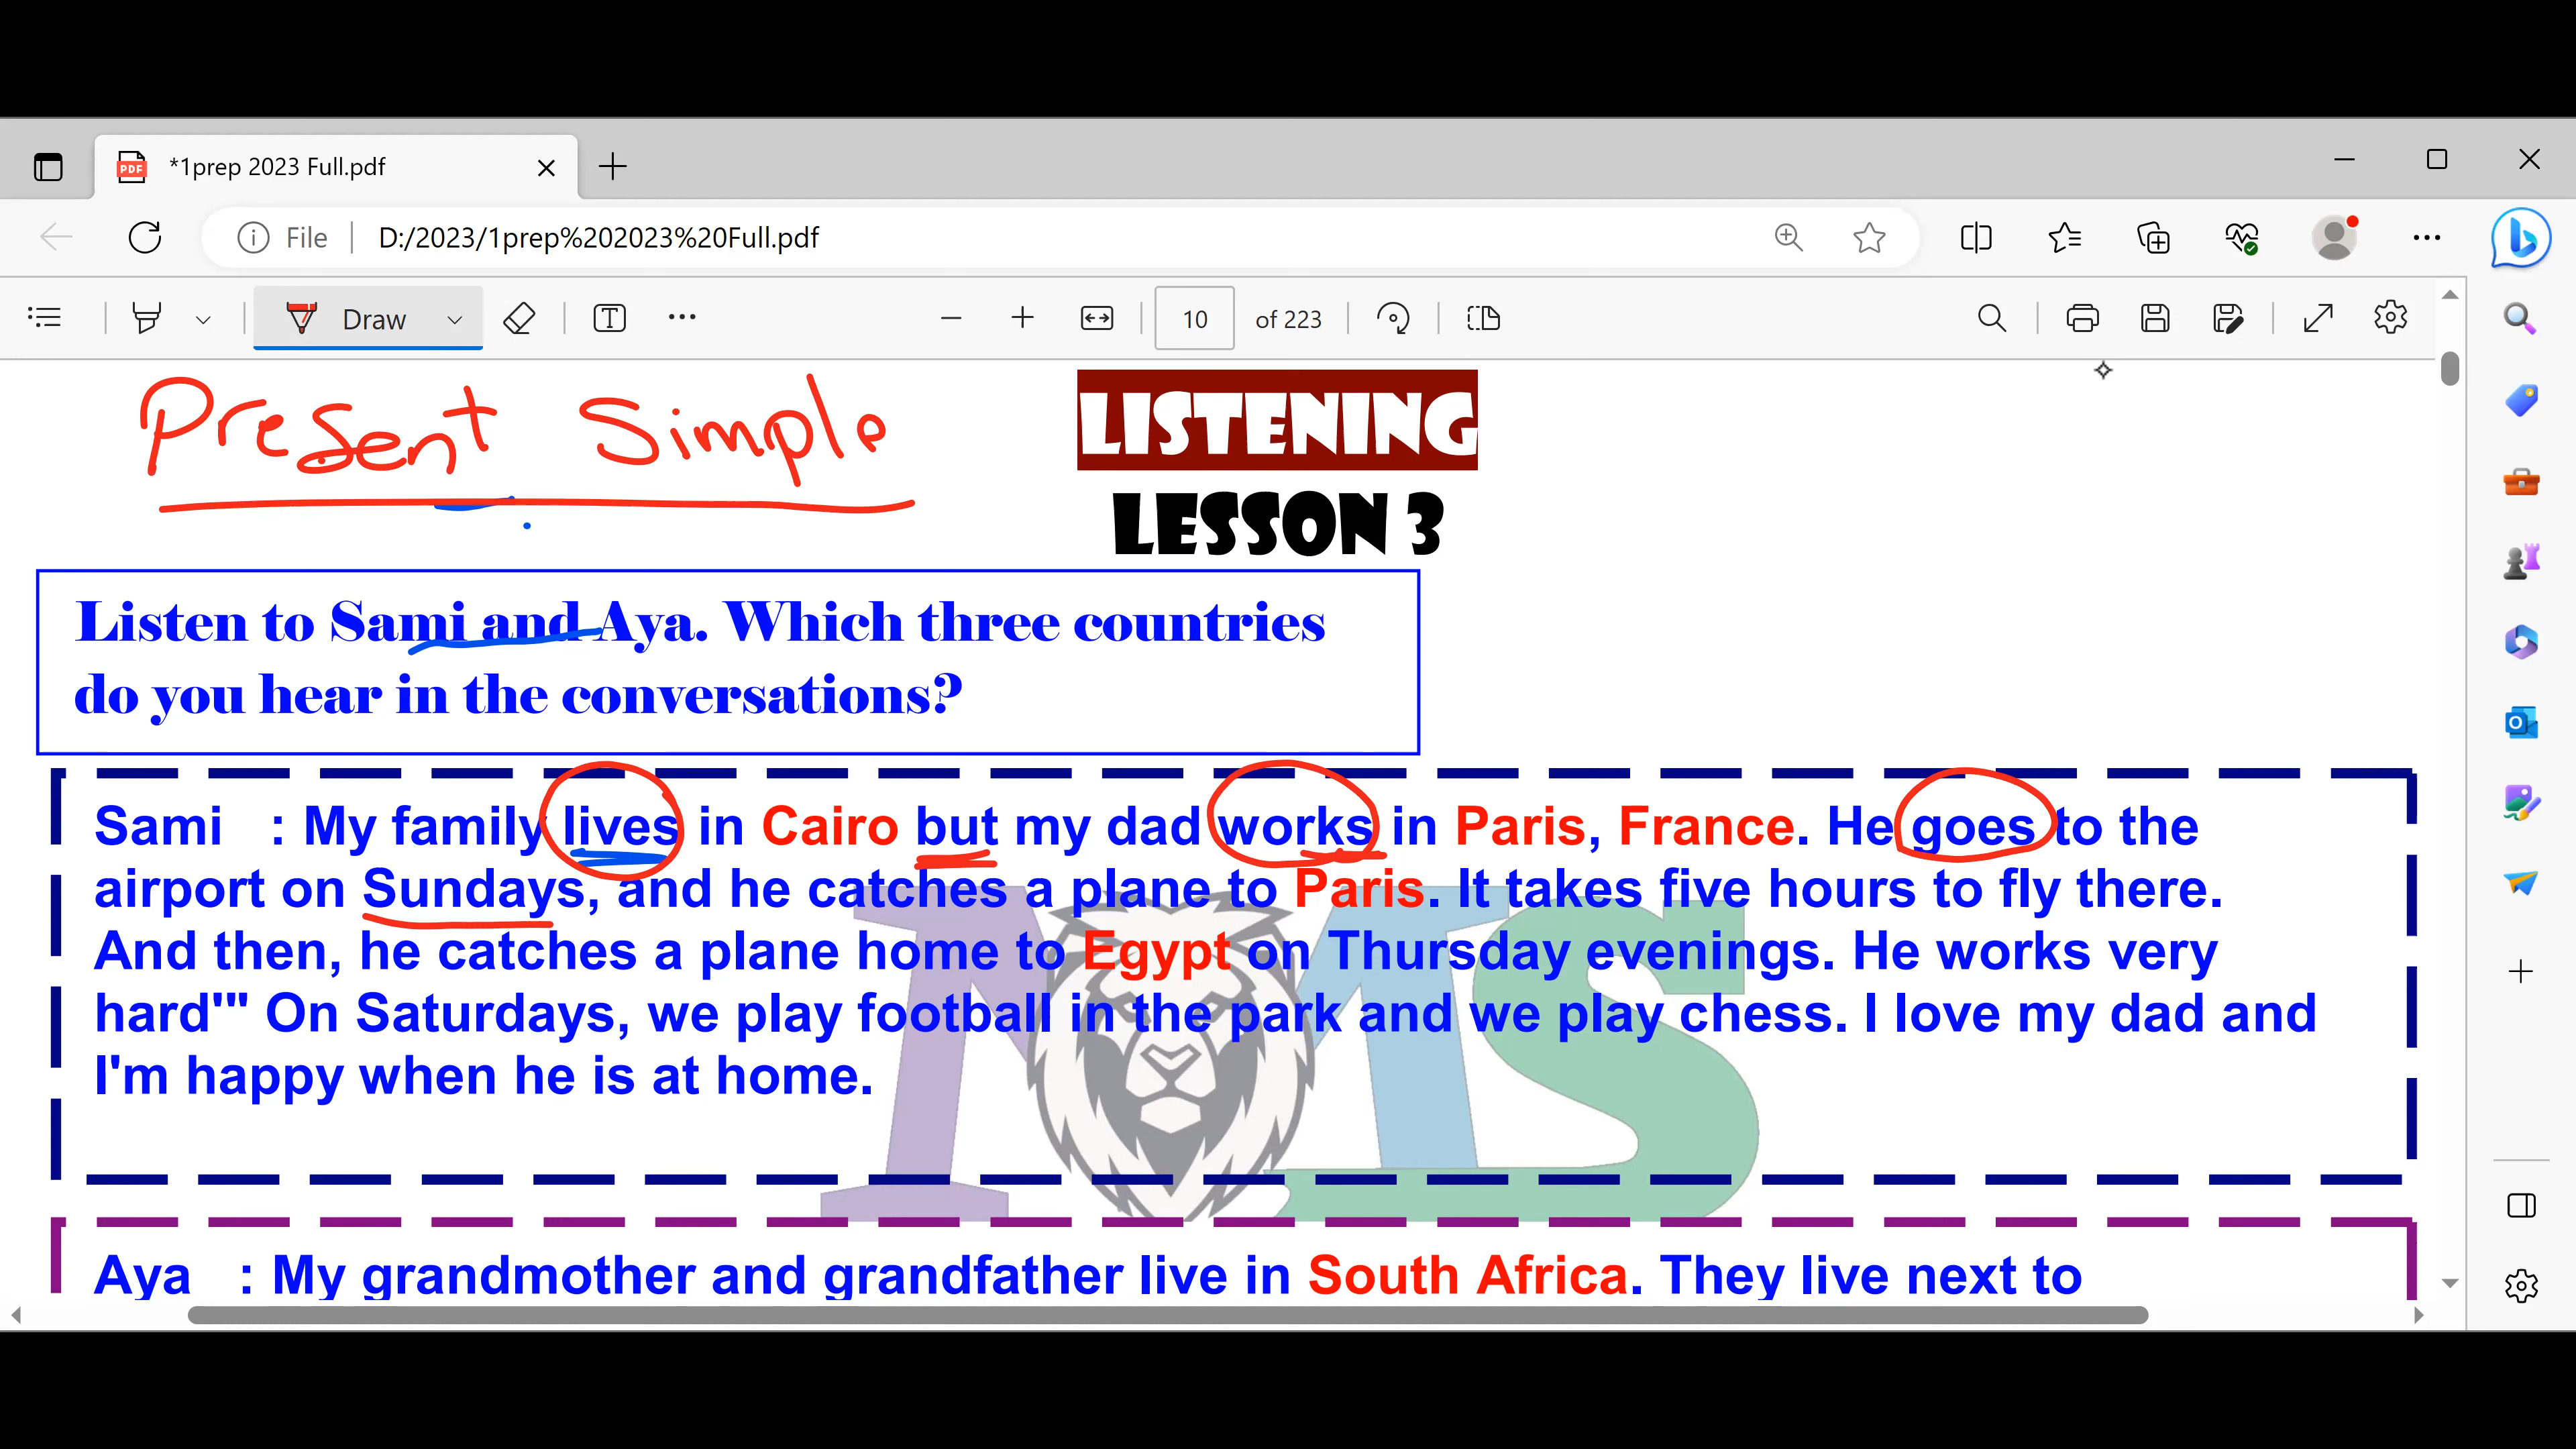 *1prep 2023 Full.pdf
File D:/2023/1prep%202023%20Full.pdf
Draw 10 of 223
Present Simple
LISTENING
LESSON 3
Listen to Sami and Aya. Which three countries
do you hear in the conversations?
Sami : My family lives in Cairo but my dad works in Paris, France. He goes to the
airport on Sundays, and he catches a plane to Paris. It takes five hours to fly there.
And then, he catches a plane home to Egypt on Thursday evenings. He works very
hard'" On Saturdays, we play football in the park and we play chess. I love my dad and
I'm happy when he is at home.
MS
Aya : My grandmother and grandfather live in South Africa. They live next to